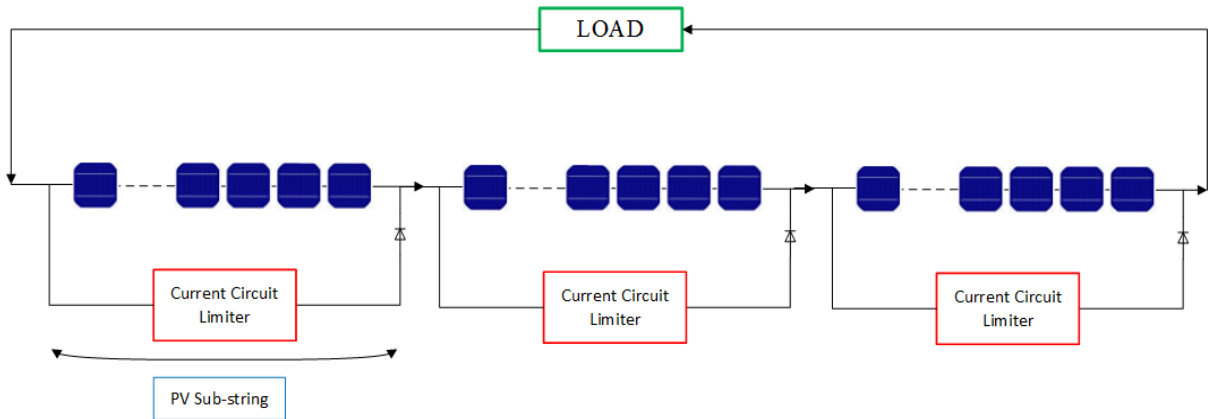 LOAD
Current Circuit
Limiter
Current Circuit
Limiter
Current Circuit
Limiter
PV Sub-string